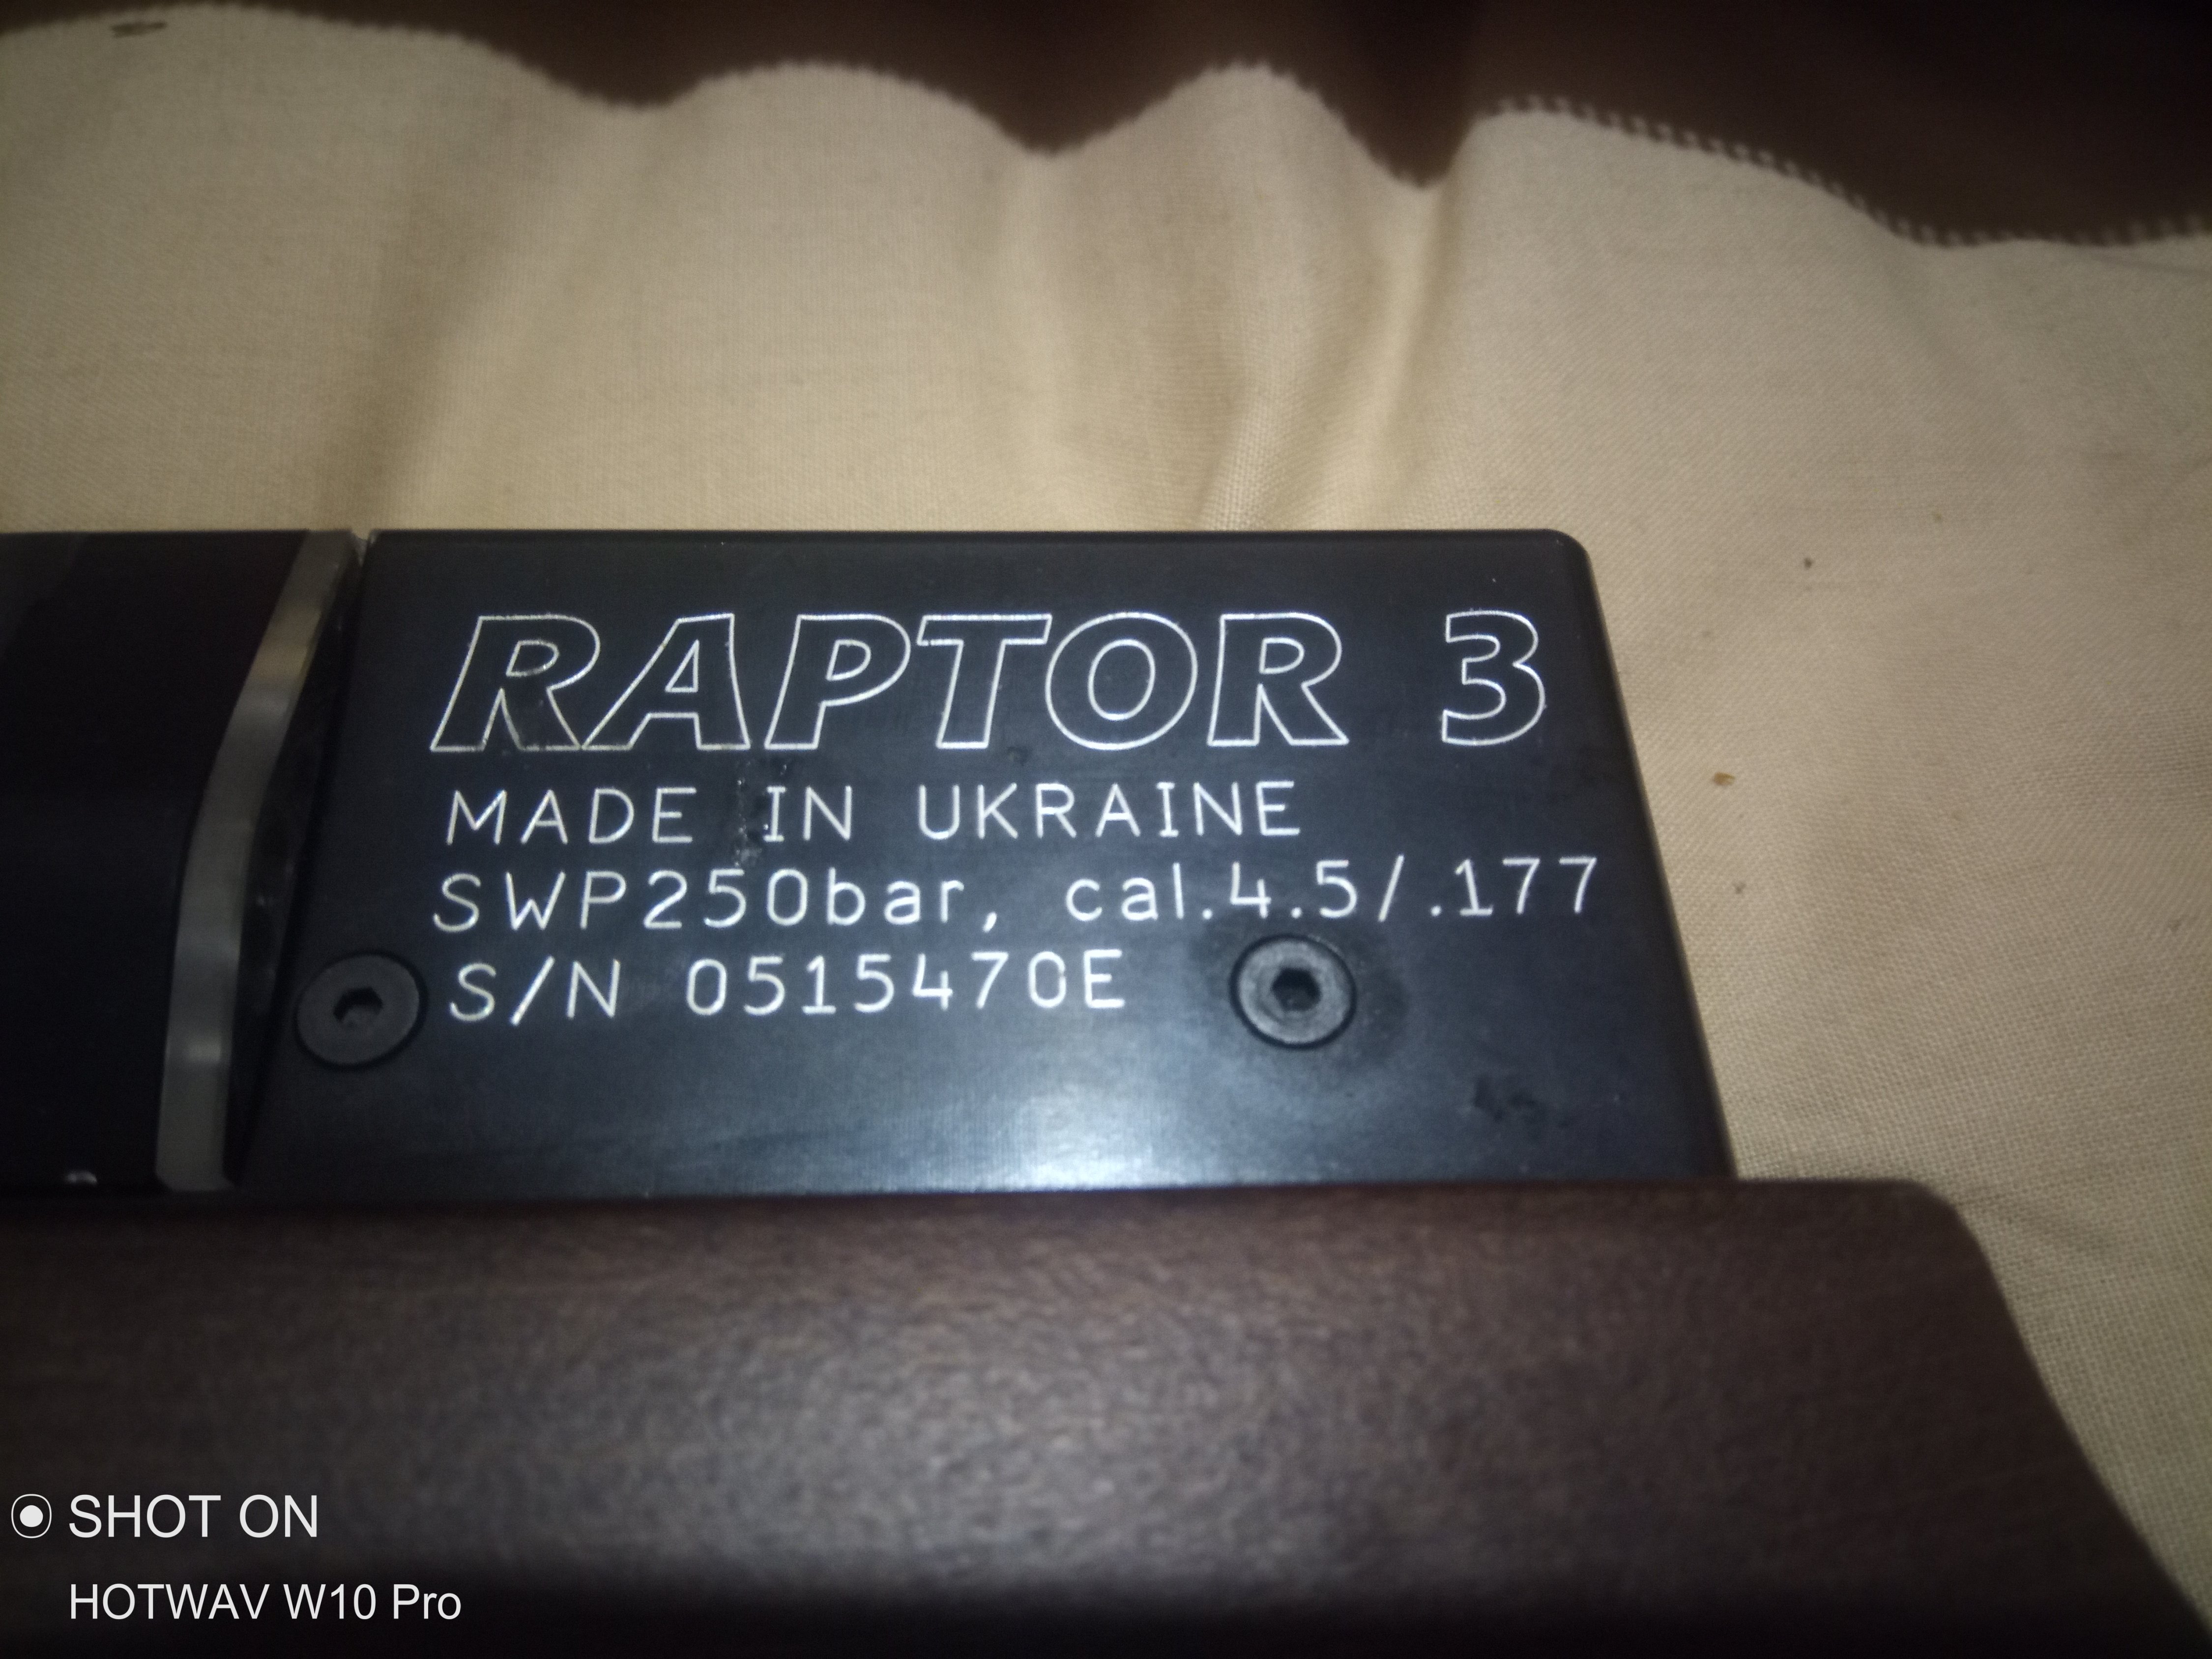 RAPTOR 3
MADE IN UKRAINE
SWP250bar, cal.4.5/.177
S/N 0515470E
SHOT ON
HOTWAV W10 Pro